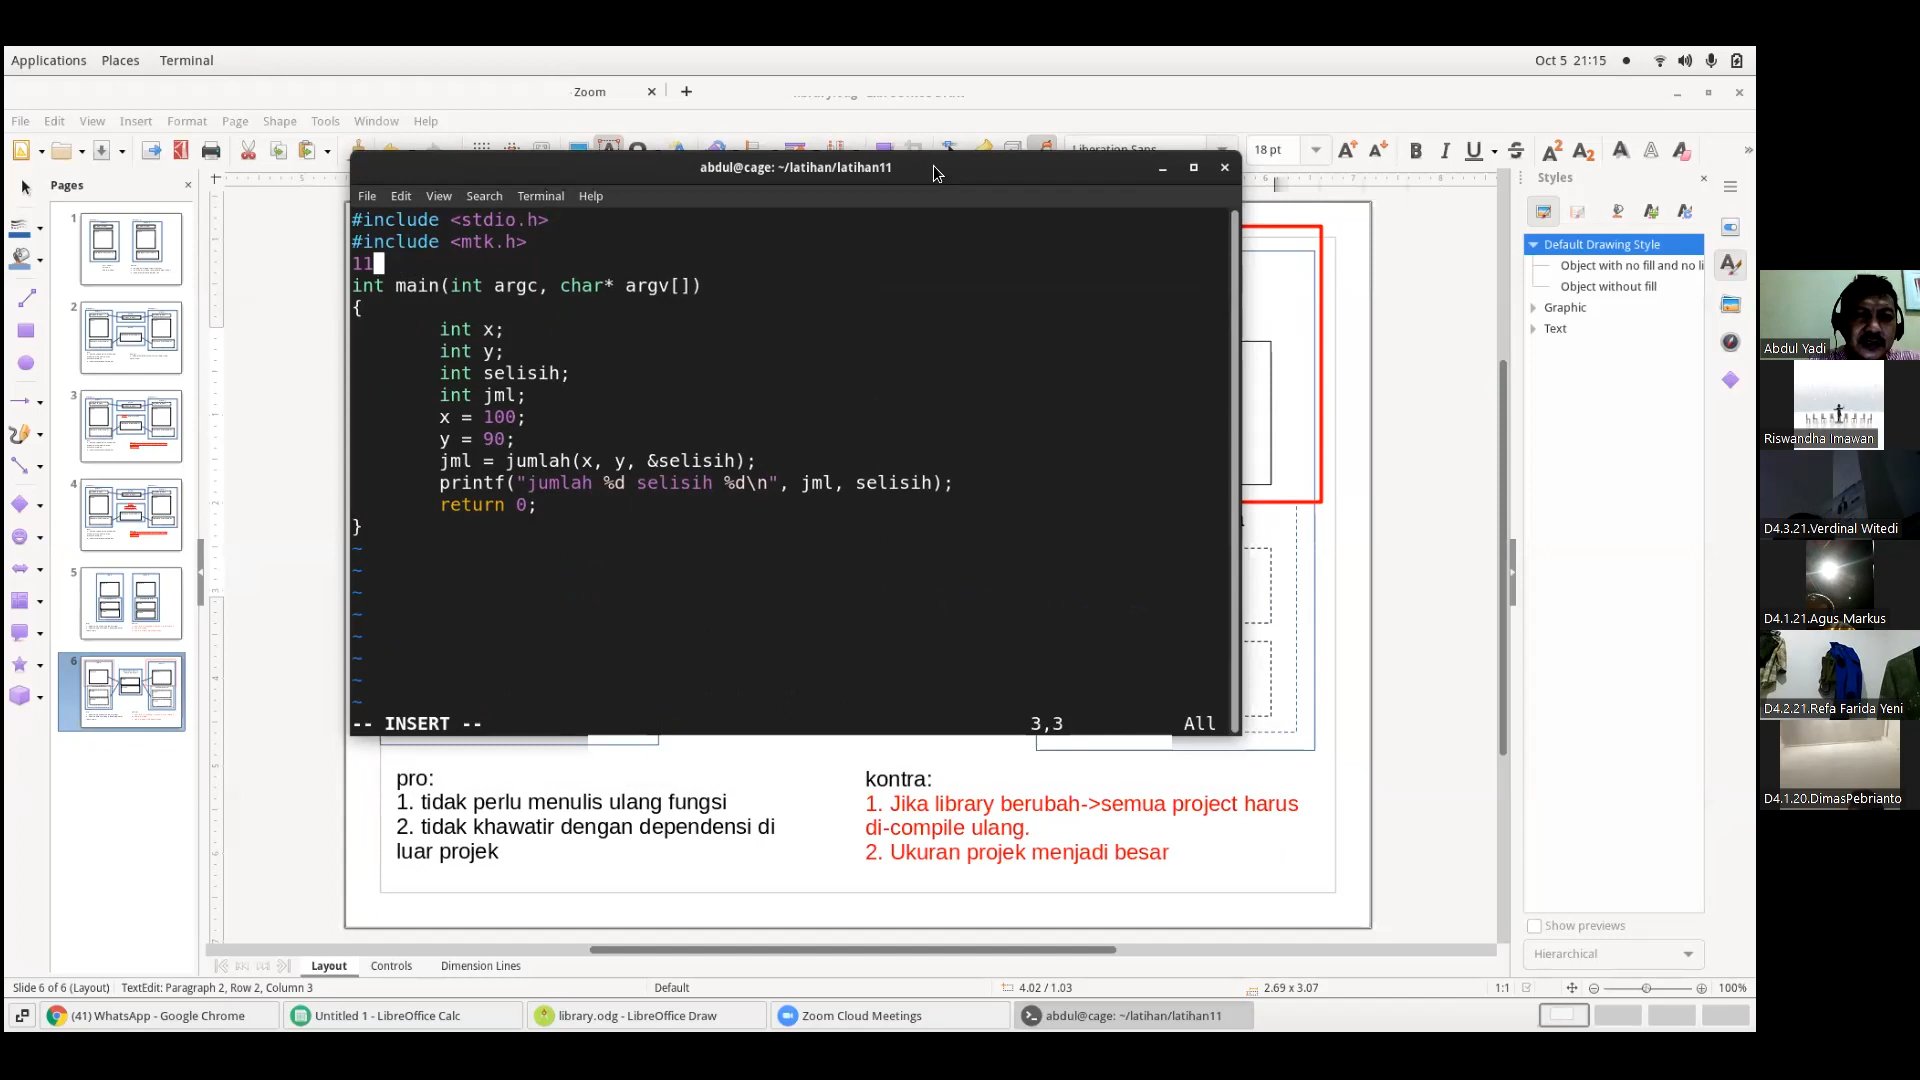 Applications Places Terminal
Oct 5 21:15
Zoom
File Edit View Insert Format Page Shape Tools Window Help
Liberation Sans
18 pt
Pages
1
2
3
4
5
6
abdul@cage: ~/latihan/latihan11
File Edit View Search Terminal Help
#include <stdio.h>
#include <mtk.h>
11
int main(int argc, char* argv[])
{
int x;
int y;
int selisih;
int jml;
x = 100;
y = 90;
jml = jumlah(x, y, &selisih);
printf("jumlah %d selisih %d\n", jml, selisih);
return 0;
}
~
~
~
~
~
~
~
~
-- INSERT -- 3,3 All
pro:
1. tidak perlu menulis ulang fungsi
2. tidak khawatir dengan dependensi di
luar projek
kontra:
1. Jika library berubah->semua project harus
di-compile ulang.
2. Ukuran projek menjadi besar
Styles
Default Drawing Style
Object with no fill and no li
Object without fill
Graphic
Text
Show previews
Hierarchical
Layout Controls Dimension Lines
Slide 6 of 6 (Layout) TextEdit: Paragraph 2, Row 2, Column 3 Default 4.02 / 1.03 2.69 x 3.07 1:1 100%
(41) WhatsApp - Google Chrome
Untitled 1 - LibreOffice Calc
library.odg - LibreOffice Draw
Zoom Cloud Meetings
abdul@cage: ~/latihan/latihan11
Abdul Yadi
Riswandha Imawan
D4.3.21.Verdinal Witedi
D4.1.21.Agus Markus
D4.2.21.Refa Farida Yeni
D4.1.20.DimasPebrianto